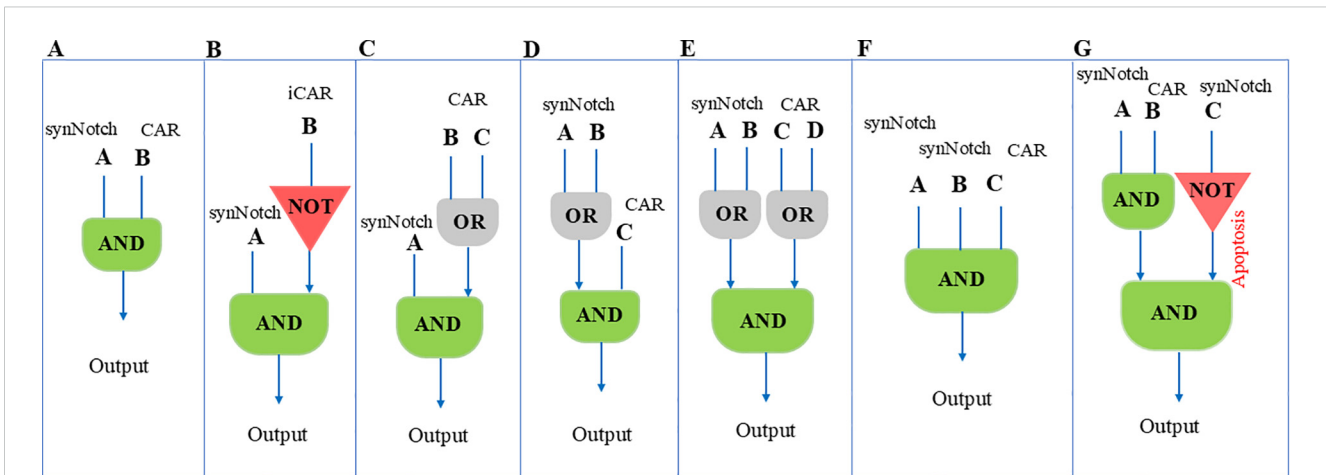 A
synNotch CAR
A B
AND
Output
B
iCAR
B
NOT
synNotch
A
AND
Output
C
CAR
B C
OR
synNotch
A
AND
Output
D
synNotch
A B
OR
CAR
C
AND
Output
E
synNotch CAR
A B C D
OR OR
AND
Output
F
synNotch
synNotch CAR
A B C
AND
Output
G
synNotch CAR synNotch
A B C
AND NOT
Apoptosis
AND
Output